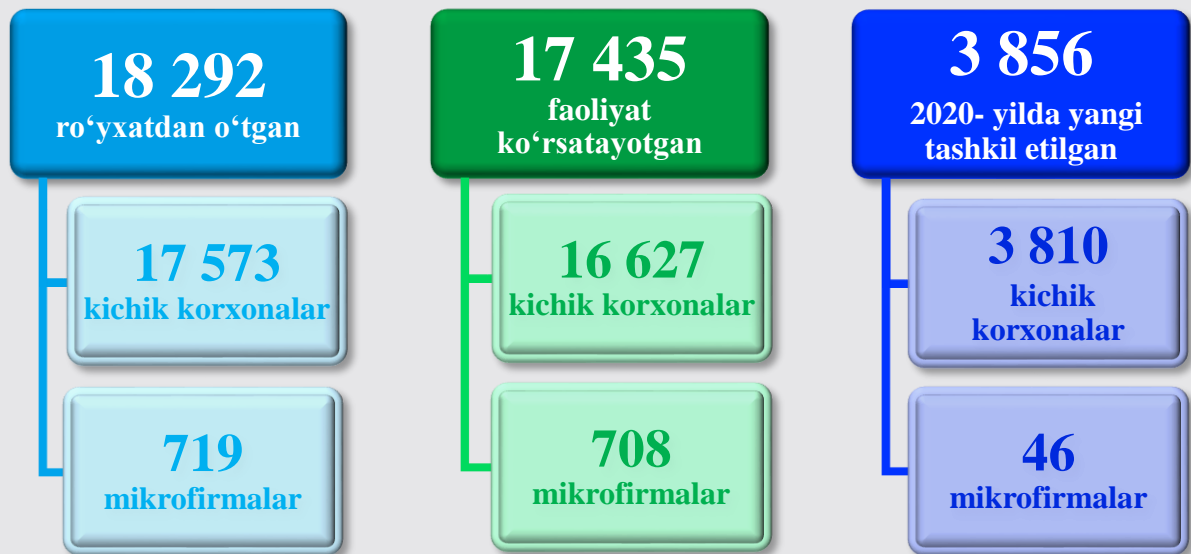 18 292
ro‘yxatdan o‘tgan
17 573
kichik korxonalar
719
mikrofirmalar
17 435
faoliyat
ko‘rsatayotgan
16 627
kichik korxonalar
708
mikrofirmalar
3 856
2020- yilda yangi
tashkil etilgan
3 810
kichik
korxonalar
46
mikrofirmalar